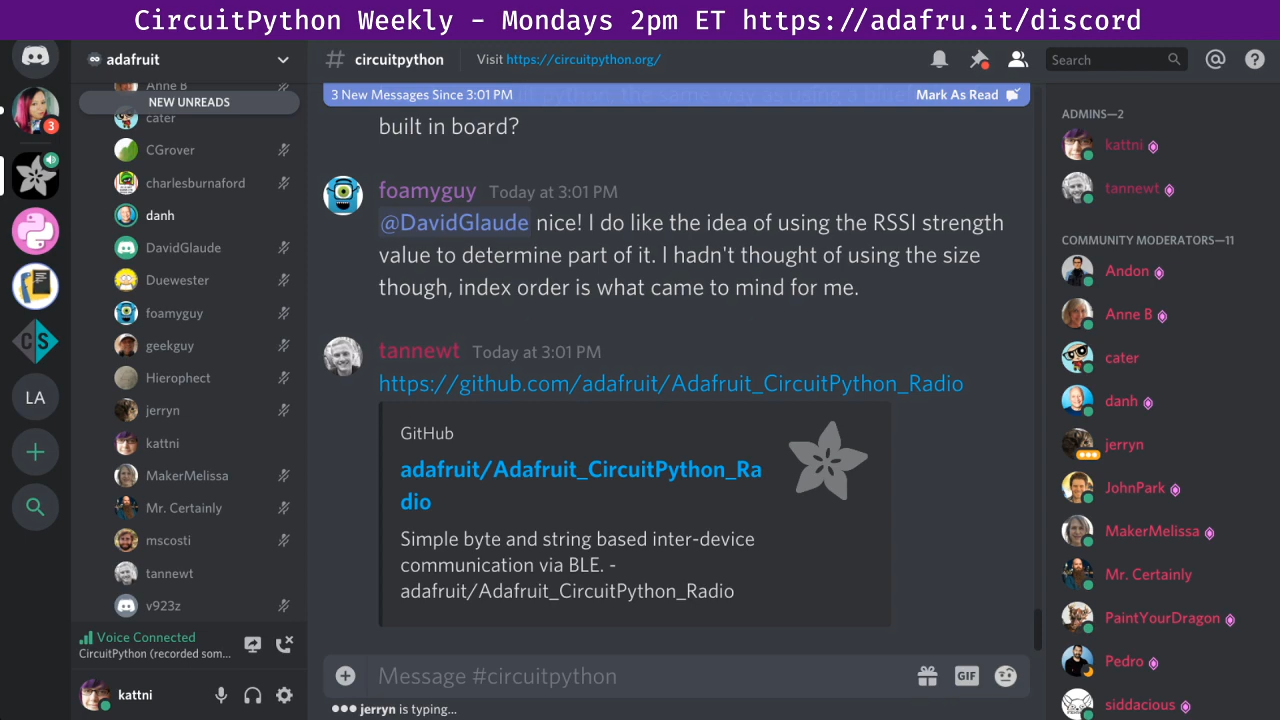 CircuitPython Weekly – Mondays 2pm ET https://adafru.it/discord
adafruit
Anne B
NEW UNREADS
cater
CGrover
charlesburnaford
danh
DavidGlaude
Duewester
foamyguy
geekguy
Hierophect
jerryn
kattni
MakerMelissa
Mr. Certainly
mscosti
tannewt
v923z
Voice Connected
CircuitPython (recorded som...
kattni
3
LA
# circuitpython
Visit https://circuitpython.org/
Search
3 New Messages Since 3:01 PM
Mark As Read
built in board?
foamyguy Today at 3:01 PM
@DavidGlaude nice! I do like the idea of using the RSSI strength
value to determine part of it. I hadn't thought of using the size
though, index order is what came to mind for me.
tannewt Today at 3:01 PM
https://github.com/adafruit/Adafruit_CircuitPython_Radio
GitHub
adafruit/Adafruit_CircuitPython_Ra
dio
Simple byte and string based inter-device
communication via BLE. -
adafruit/Adafruit_CircuitPython_Radio
Message #circuitpython
GIF
jerryn is typing...
ADMINS—2
kattni
tannewt
COMMUNITY MODERATORS—11
Andon
Anne B
cater
danh
jerryn
JohnPark
MakerMelissa
Mr. Certainly
PaintYourDragon
Pedro
siddacious